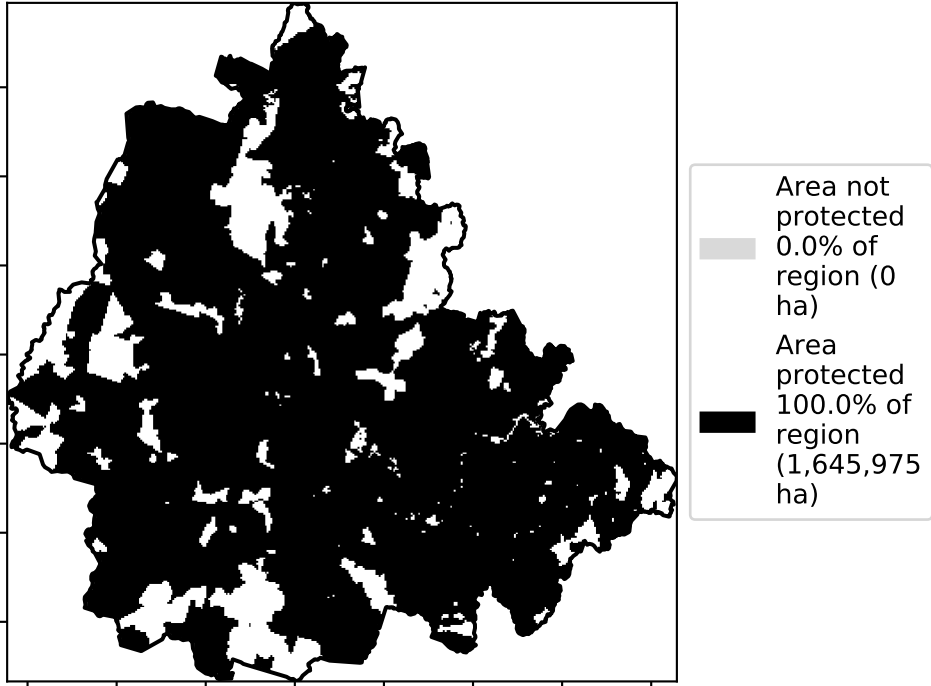 Area not
protected
0.0% of
region (0
ha)
Area
protected
100.0% of
region
(1,645,975
ha)